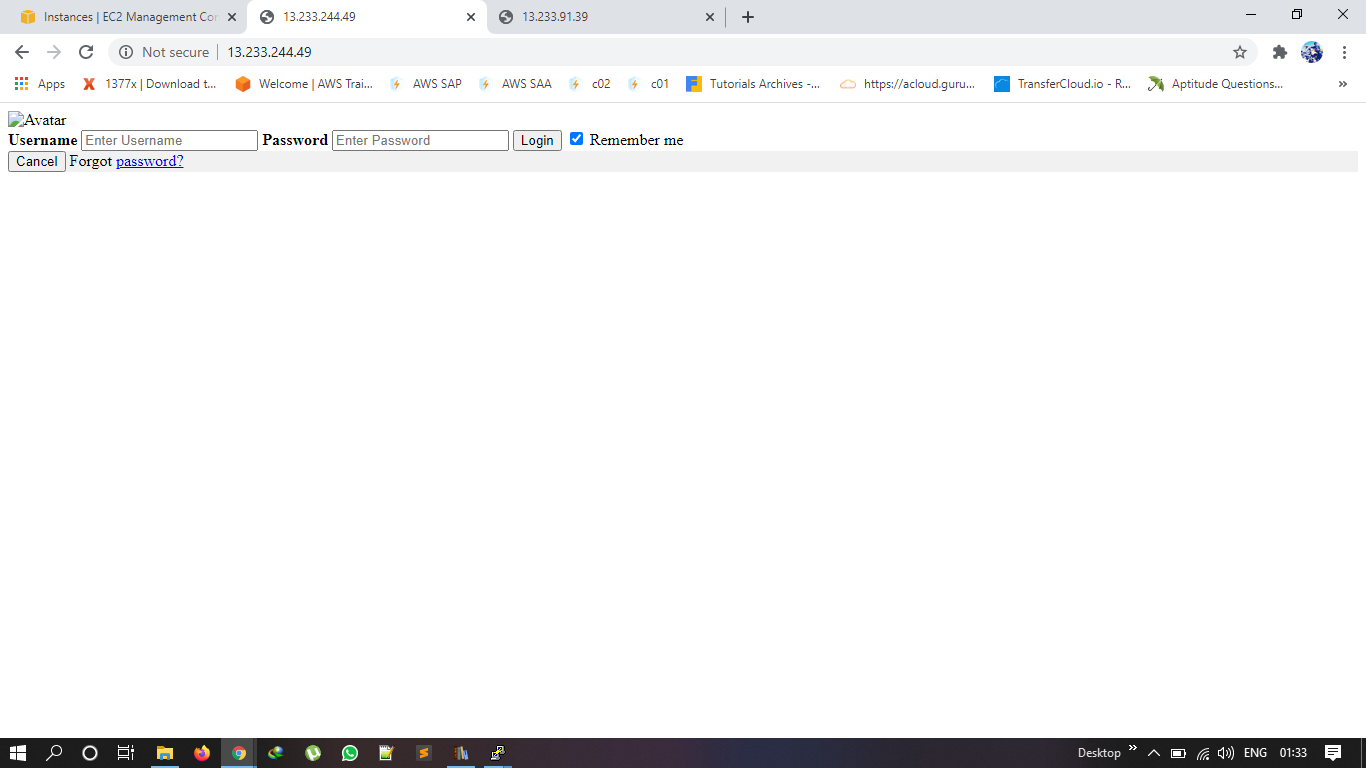 Instances | EC2 Management Con 13.233.244.49 13.233.91.39
Not secure 13.233.244.49
Apps 1377x | Download t... Welcome | AWS Trai... AWS SAP AWS SAA c02 c01 Tutorials Archives -... https://acloud.guru... TransferCloud.io - R... Aptitude Questions... »
Avatar
Username Enter Username Password Enter Password Login Remember me
Cancel Forgot password?
Desktop » ENG 01:33